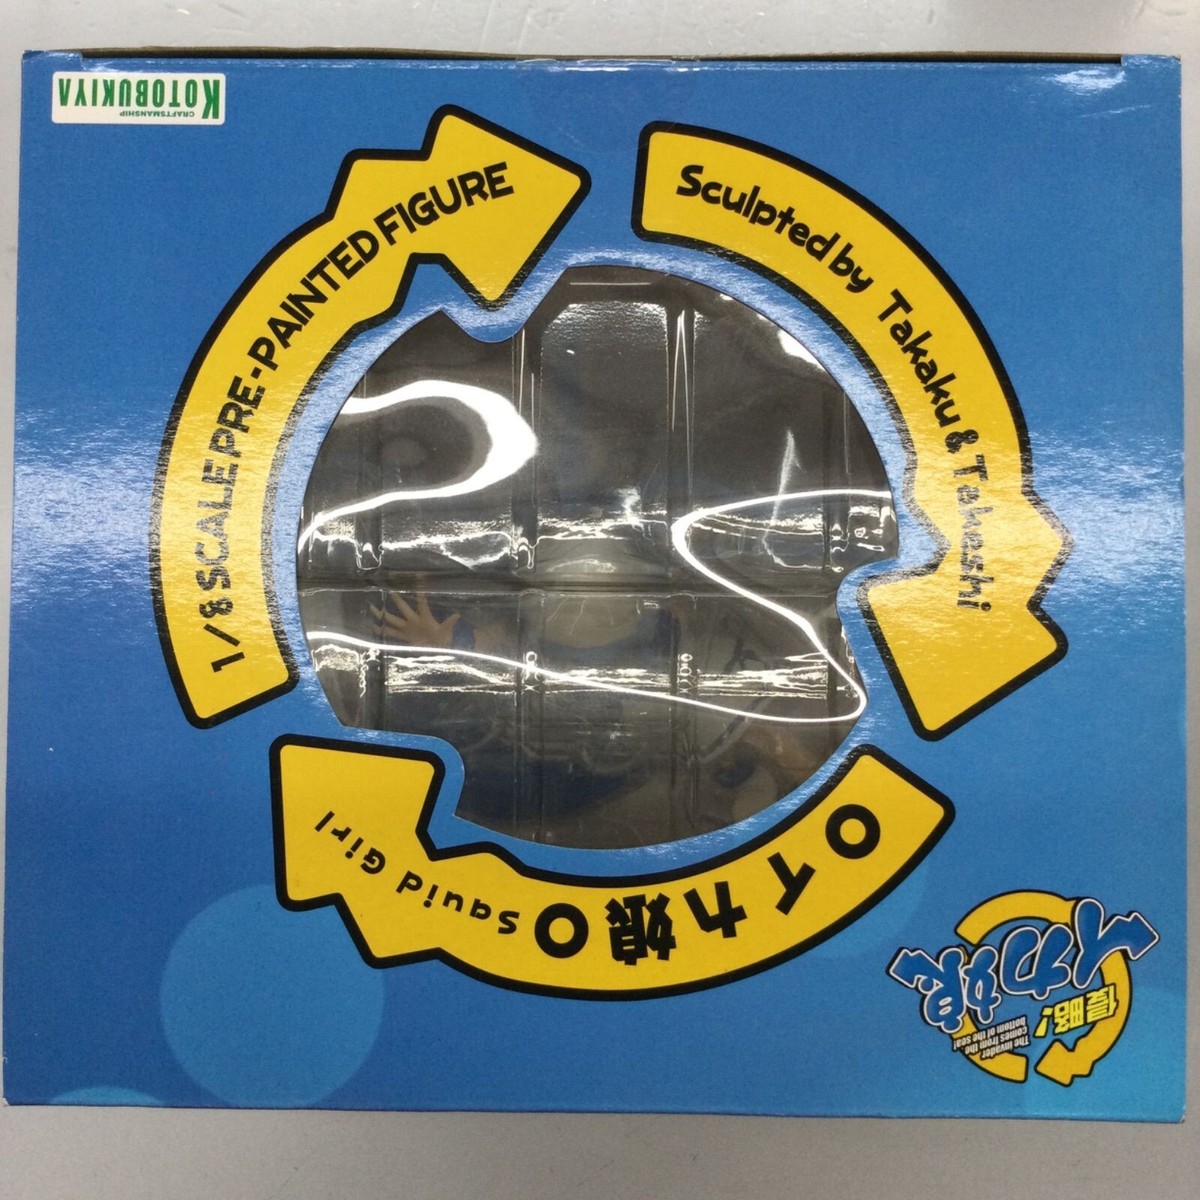 CRAFTSMANSHIP
KOTOBUKIYA
1/8 SCALE PRE-PAINTED FIGURE
Sculpted by Takaku & Takeshi
イカ娘
Squid Girl
侵略!
イカ娘
The invader
comes from the
bottom of the sea!